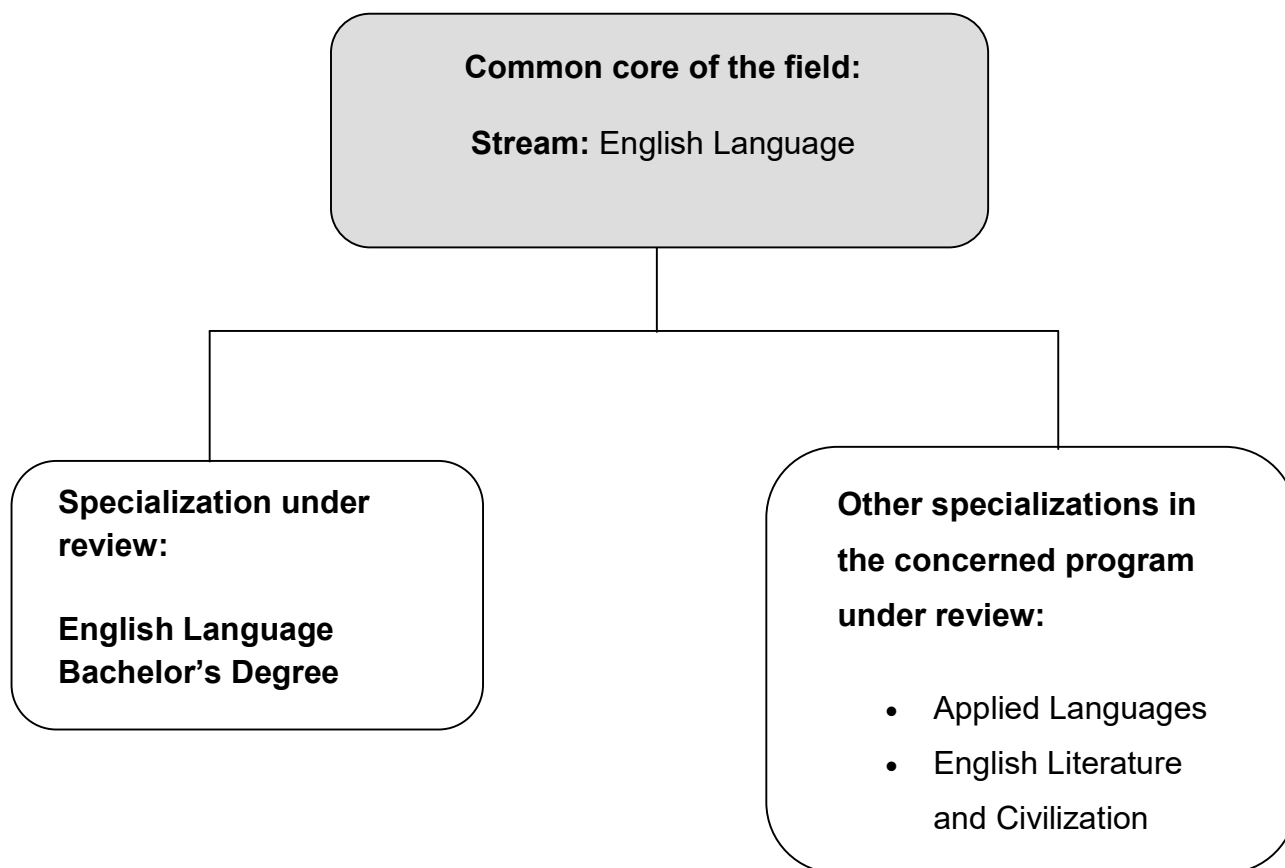 Common core of the field:
Stream: English Language
Specialization under
review:
English Language
Bachelor’s Degree
Other specializations in
the concerned program
under review:
• Applied Languages
• English Literature
and Civilization